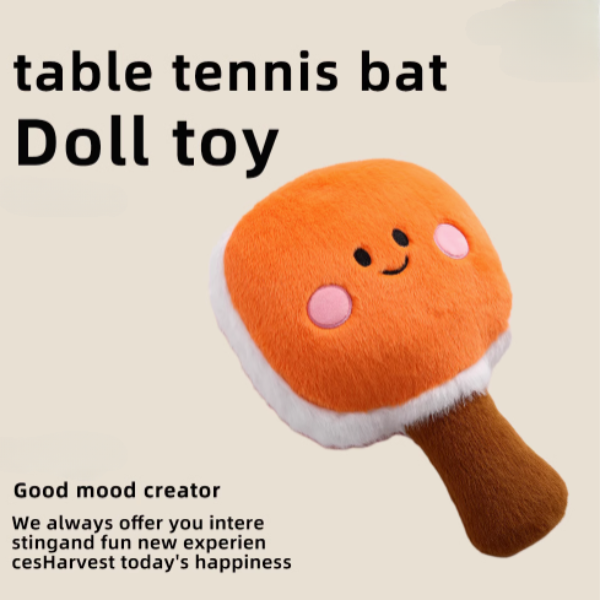 table tennis bat
Doll toy
Good mood creator
We always offer you intere
stingand fun new experien
cesHarvest today's happiness